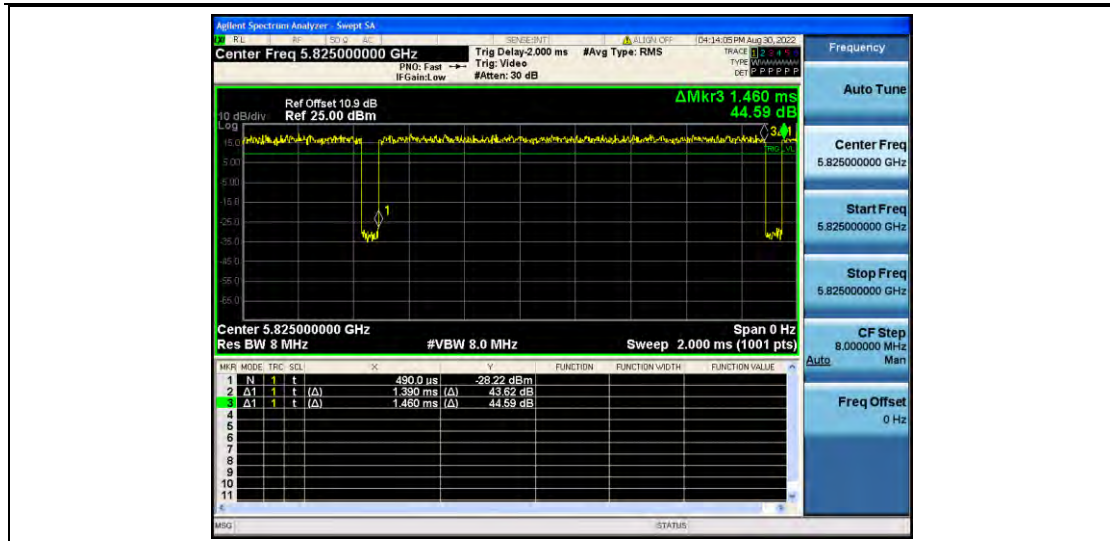 Agilent Spectrum Analyzer - Swept SA
RL RF 50 Ω AC SENSE:INT ALIGN OFF 04:14:05 PM Aug 30, 2022
Center Freq 5.825000000 GHz
PNO: Fast
IFGain:Low
Trig Delay-2.000 ms
Trig: Video
#Atten: 30 dB
#Avg Type: RMS
TRACE 1 2 3 4 5 6
TYPE
DET P P P P P P
Frequency
Auto Tune
Center Freq
5.825000000 GHz
Start Freq
5.825000000 GHz
Stop Freq
5.825000000 GHz
CF Step
8.000000 MHz
Auto Man
Freq Offset
0 Hz
Ref Offset 10.9 dB
10 dB/div Ref 25.00 dBm
Log
ΔMkr3 1.460 ms
44.59 dB
15.0
5.00
-5.00
-15.0
-25.0
-35.0
-45.0
-55.0
-65.0
1
TRIG LVL
Center 5.825000000 GHz Span 0 Hz
Res BW 8 MHz #VBW 8.0 MHz Sweep 2.000 ms (1001 pts)
MKR MODE TRC SCL X Y FUNCTION FUNCTION WIDTH FUNCTION VALUE
1 N 1 t 490.0 µs -28.22 dBm
2 Δ1 1 t (Δ) 1.390 ms (Δ) 43.62 dB
3 Δ1 1 t (Δ) 1.460 ms (Δ) 44.59 dB
4
5
6
7
8
9
10
11
MSG STATUS